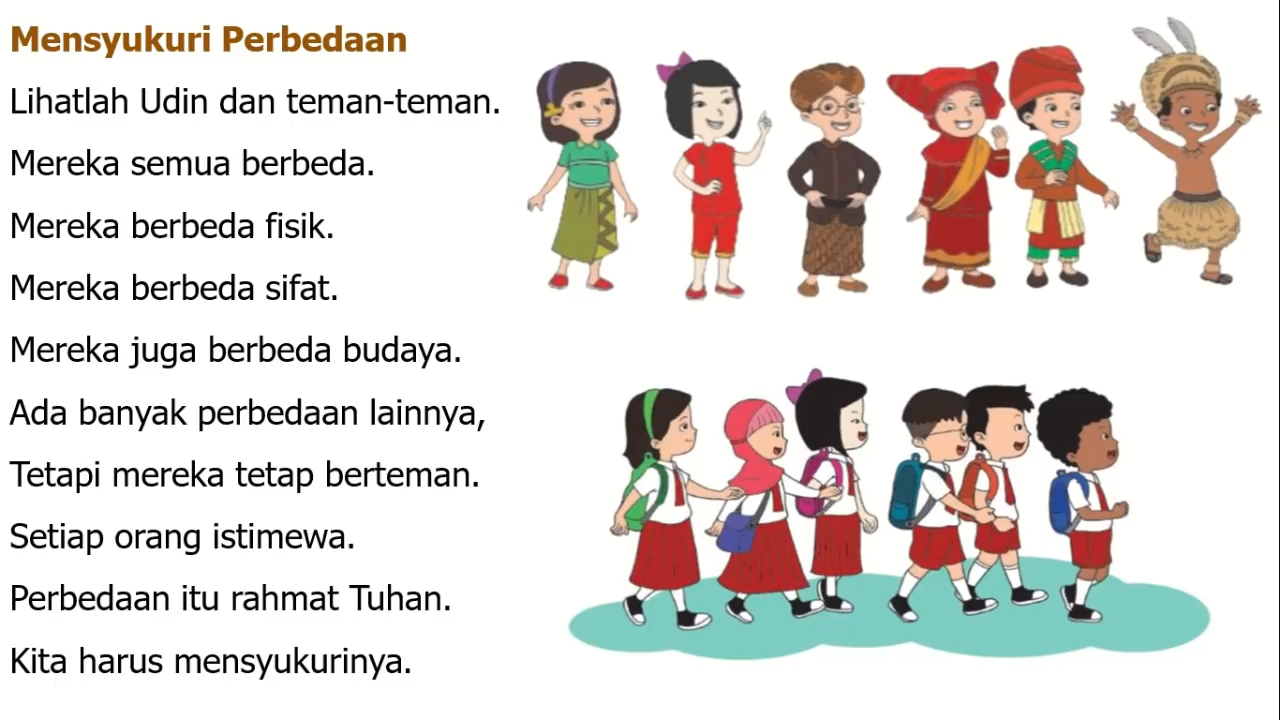 Mensyukuri Perbedaan
Lihatlah Udin dan teman-teman.
Mereka semua berbeda.
Mereka berbeda fisik.
Mereka berbeda sifat.
Mereka juga berbeda budaya.
Ada banyak perbedaan lainnya,
Tetapi mereka tetap berteman.
Setiap orang istimewa.
Perbedaan itu rahmat Tuhan.
Kita harus mensyukurinya.